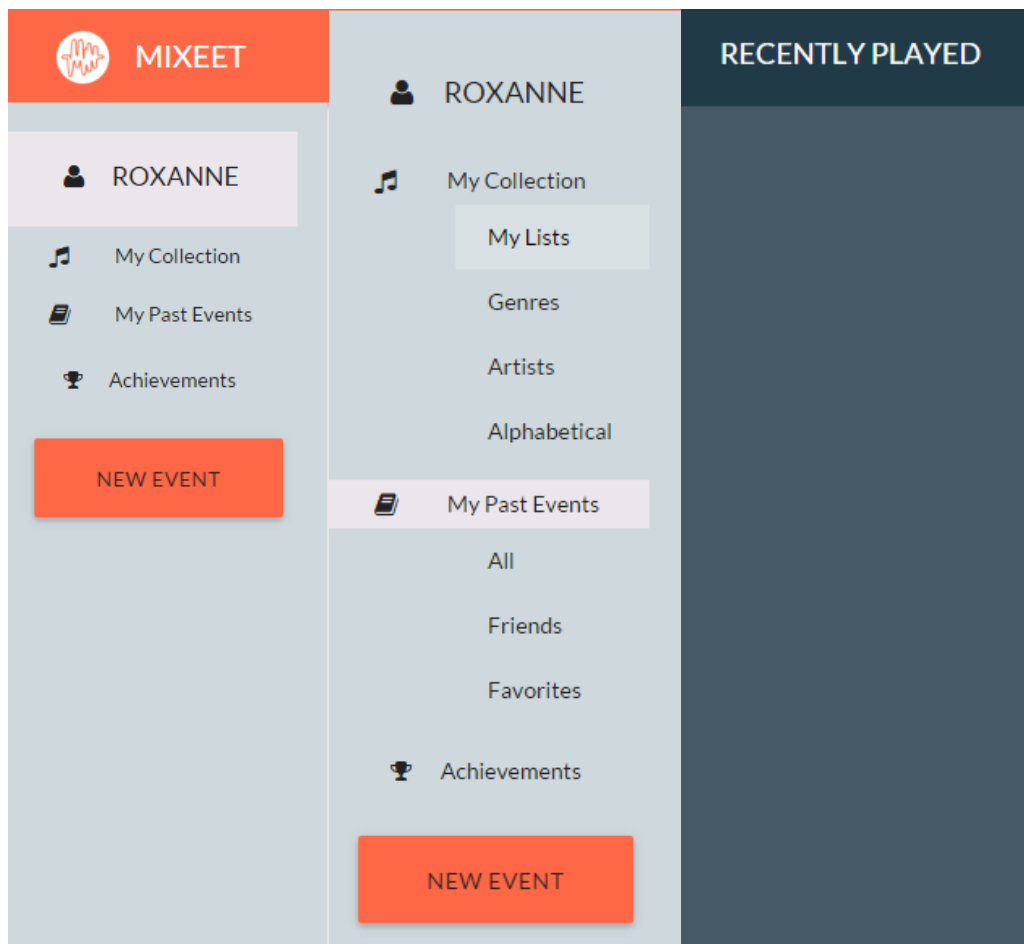 MIXEET
ROXANNE
My Collection
My Past Events
Achievements
NEW EVENT
ROXANNE
My Collection
My Lists
Genres
Artists
Alphabetical
My Past Events
All
Friends
Favorites
Achievements
NEW EVENT
RECENTLY PLAYED